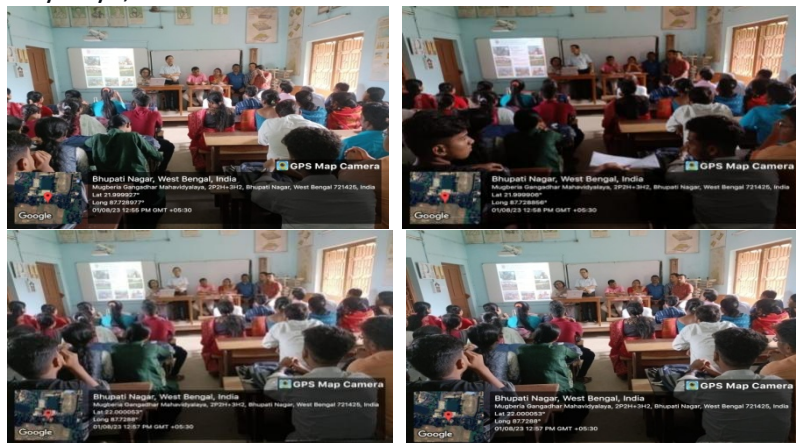 GPS Map Camera
Bhupati Nagar, West Bengal, India
Mugberia Gangadhar Mahavidyalaya, 2P2H+3H2, Bhupati Nagar, West Bengal 721425, India
Lat 21.999927°
Long 87.728977°
01/08/23 12:55 PM GMT +05:30
Google
GPS Map Camera
Bhupati Nagar, West Bengal, India
Mugberia Gangadhar Mahavidyalaya, 2P2H+3H2, Bhupati Nagar, West Bengal 721425, India
Lat 21.999906°
Long 87.728856°
01/08/23 12:58 PM GMT +05:30
Google
GPS Map Camera
Bhupati Nagar, West Bengal, India
Mugberia Gangadhar Mahavidyalaya, 2P2H+3H2, Bhupati Nagar, West Bengal 721425, India
Lat 22.000053°
Long 87.7288°
01/08/23 12:57 PM GMT +05:30
Google
GPS Map Camera
Bhupati Nagar, West Bengal, India
Mugberia Gangadhar Mahavidyalaya, 2P2H+3H2, Bhupati Nagar, West Bengal 721425, India
Lat 22.000053°
Long 87.7288°
01/08/23 12:57 PM GMT +05:30
Google